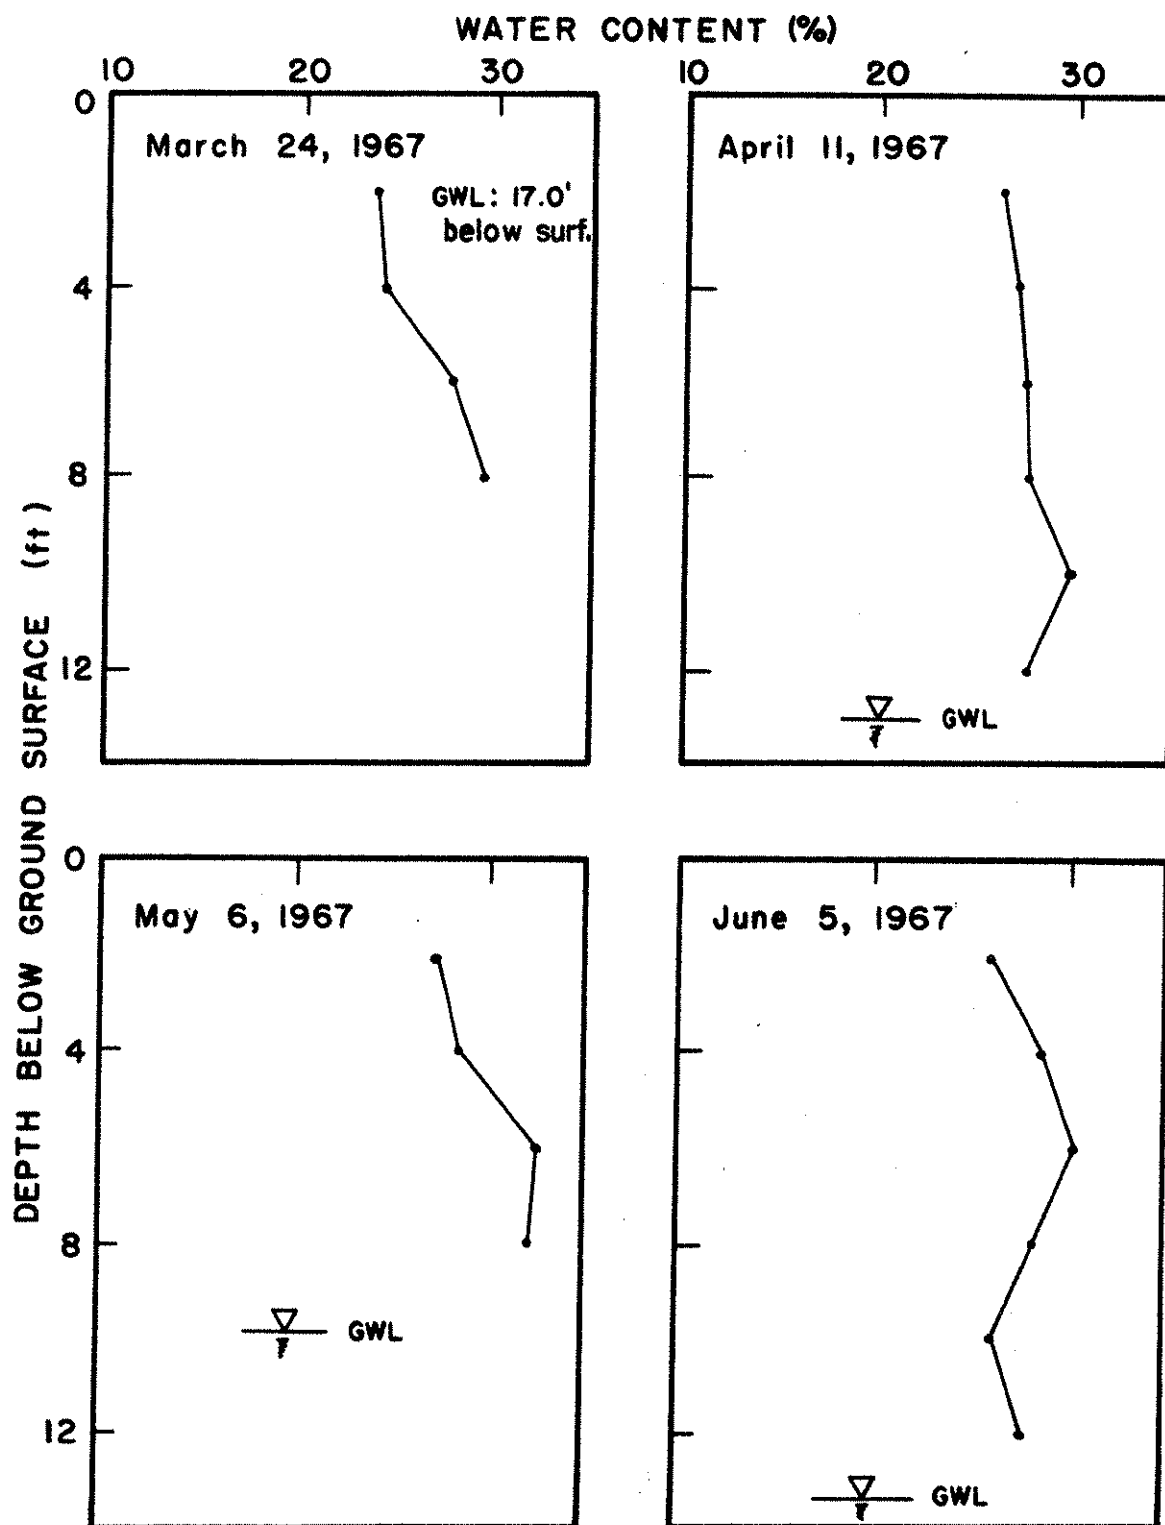 WATER CONTENT (%)
10 20 30 10 20 30
0
March 24, 1967
April 11, 1967
GWL: 17.0'
below surf.
4
8
12
GWL
DEPTH BELOW GROUND SURFACE (ft)
0
May 6, 1967
June 5, 1967
4
8
GWL
12
GWL